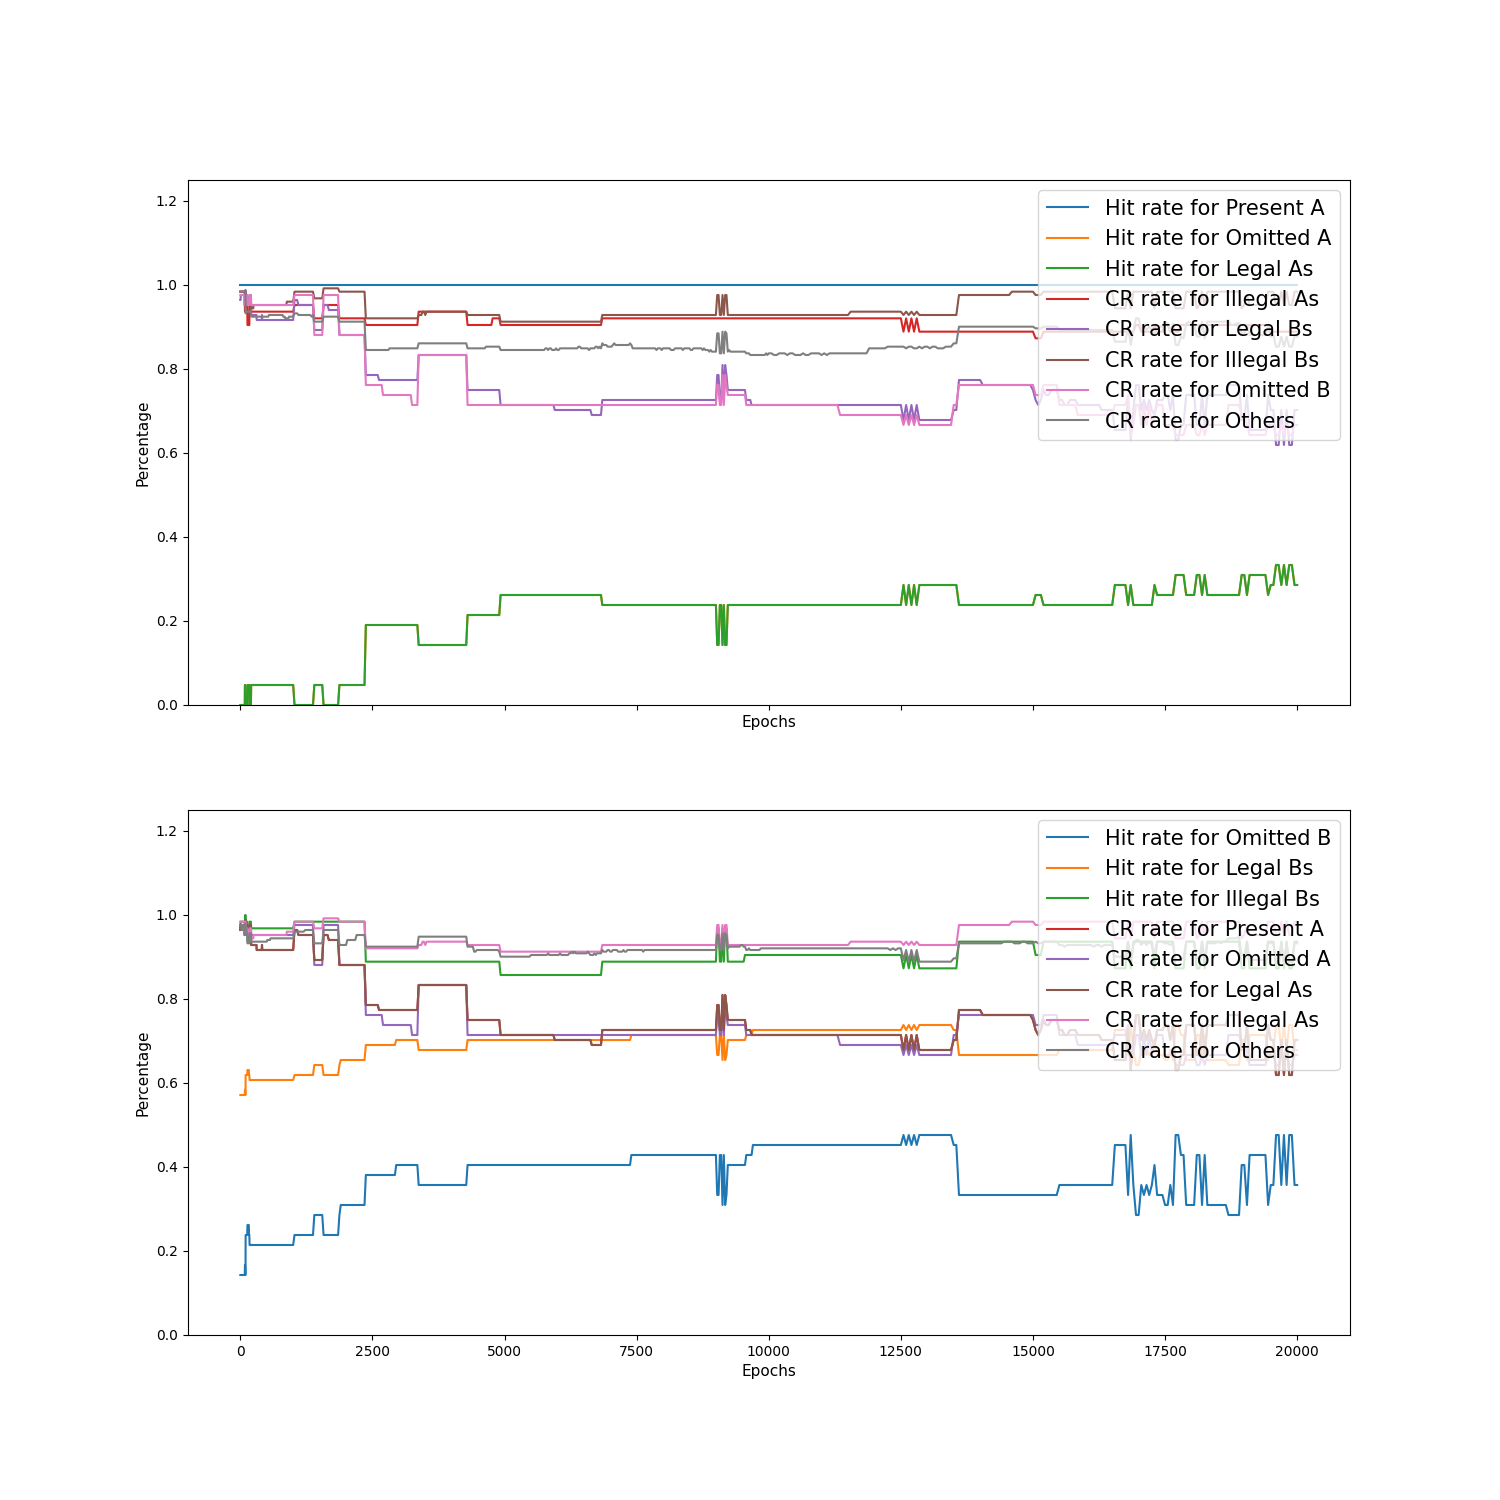 1.2
1.0
0.8
0.6
0.4
0.2
0.0
Percentage
Epochs
Hit rate for Present A
Hit rate for Omitted A
Hit rate for Legal As
CR rate for Illegal As
CR rate for Legal Bs
CR rate for Illegal Bs
CR rate for Omitted B
CR rate for Others
1.2
1.0
0.8
0.6
0.4
0.2
0.0
Percentage
Hit rate for Omitted B
Hit rate for Legal Bs
Hit rate for Illegal Bs
CR rate for Present A
CR rate for Omitted A
CR rate for Legal As
CR rate for Illegal As
CR rate for Others
0 2500 5000 7500 10000 12500 15000 17500 20000
Epochs